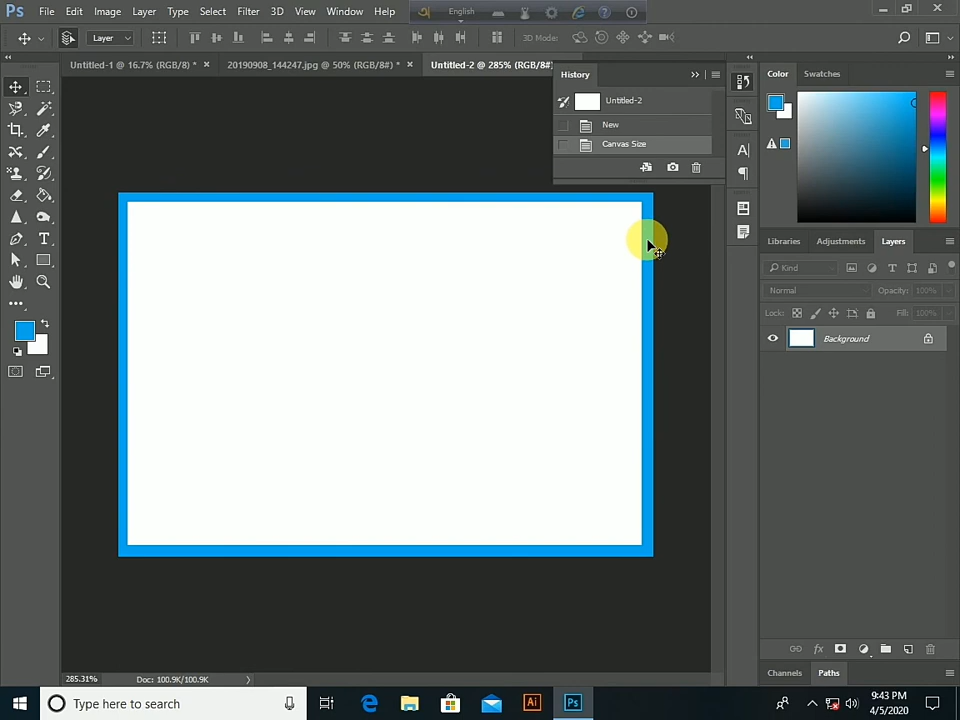 Ps File Edit Image Layer Type Select Filter 3D View Window Help English
Layer 3D Mode:
Untitled-1 @ 16.7% (RGB/8) * × 20190908_144247.jpg @ 50% (RGB/8#) * × Untitled-2 @ 285% (RGB/8#)
History
Untitled-2
New
Canvas Size
Color Swatches
Libraries Adjustments Layers
Kind
Normal Opacity: 100%
Lock: Fill: 100%
Background
Channels Paths
285.31% Doc: 100.9K/100.9K
Type here to search
Ai Ps
9:43 PM
4/5/2020